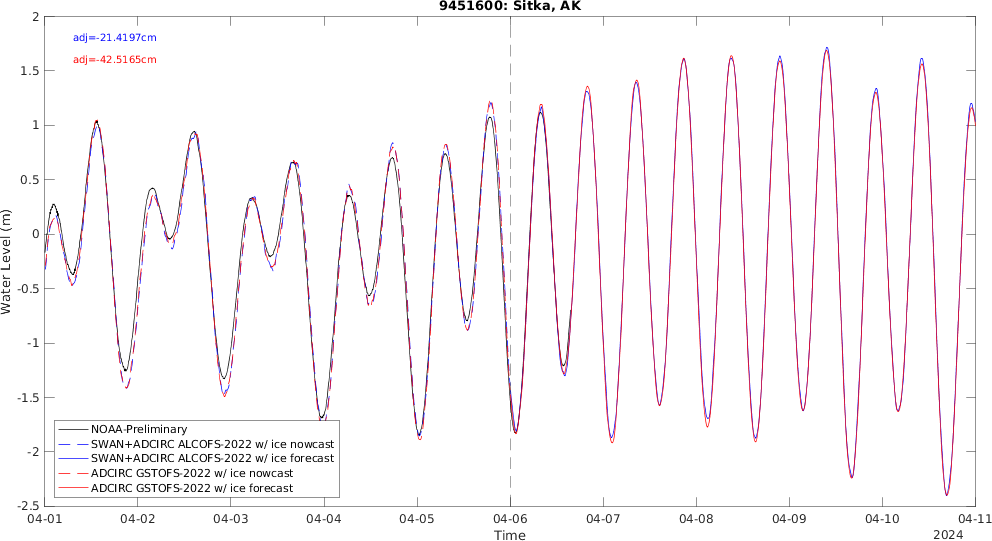 9451600: Sitka, AK
adj=-21.4197cm
adj=-42.5165cm
2
1.5
1
0.5
0
-0.5
-1
-1.5
-2
-2.5
Water Level (m)
NOAA-Preliminary
SWAN+ADCIRC ALCOFS-2022 w/ ice nowcast
SWAN+ADCIRC ALCOFS-2022 w/ ice forecast
ADCIRC GSTOFS-2022 w/ ice nowcast
ADCIRC GSTOFS-2022 w/ ice forecast
04-01 04-02 04-03 04-04 04-05 04-06 04-07 04-08 04-09 04-10 04-11
Time
2024